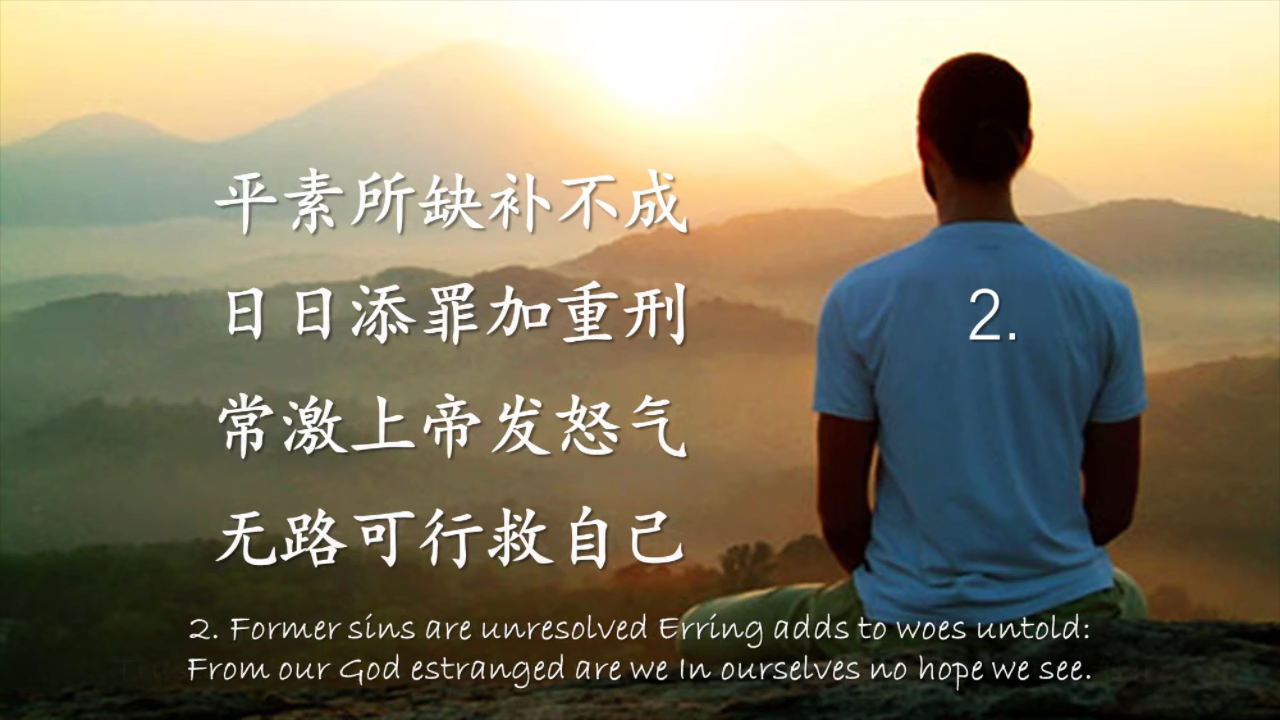 平素所缺补不成
日日添罪加重刑
常激上帝发怒气
无路可行救自己
2.
2. Former sins are unresolved Erring adds to woes untold:
From our God estranged are we In ourselves no hope we see.